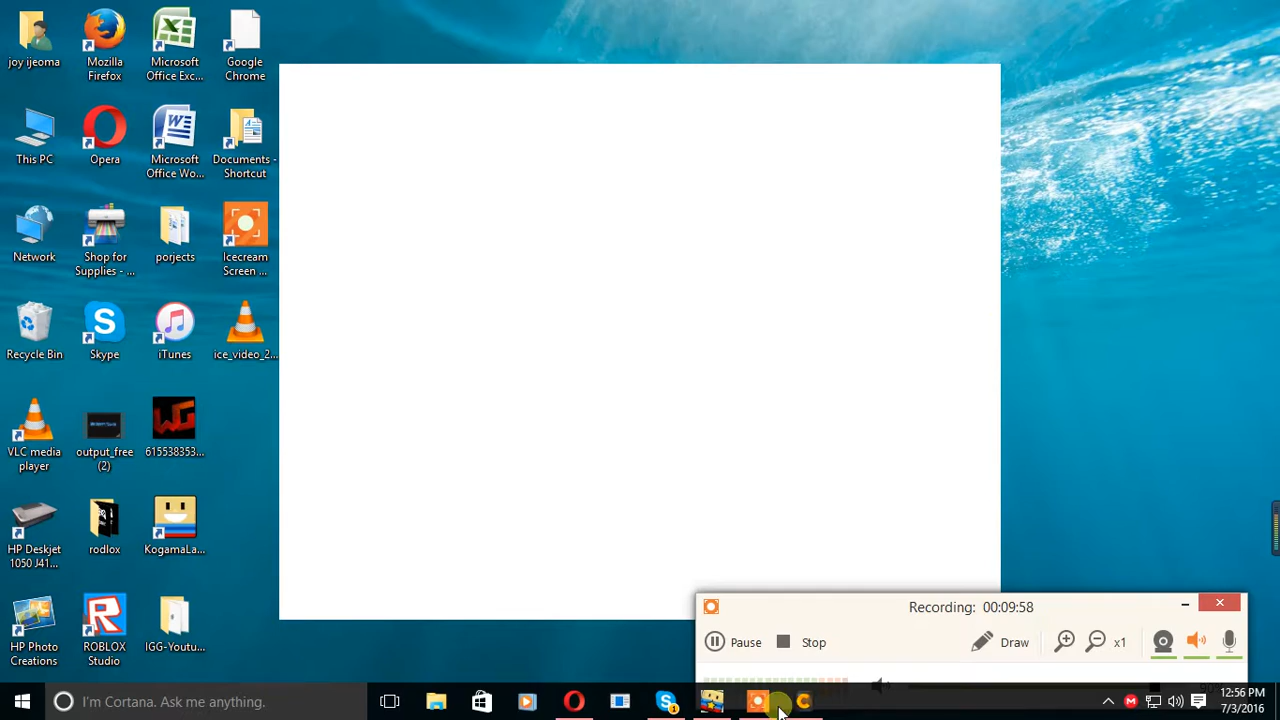 joy ijeoma
Mozilla
Firefox
Microsoft
Office Exc...
Google
Chrome
This PC
Opera
Microsoft
Office Wo...
Documents -
Shortcut
Network
Shop for
Supplies - ...
porjects
Icecream
Screen ...
Recycle Bin
Skype
iTunes
ice_video_2...
VLC media
player
output_free
(2)
615538353...
HP Deskjet
1050 J41...
rodlox
KogamaLa...
HP Photo
Creations
ROBLOX
Studio
IGG-Youtu...
Recording: 00:09:58
Pause
Stop
Draw
x1
I'm Cortana. Ask me anything.
12:56 PM
7/3/2016